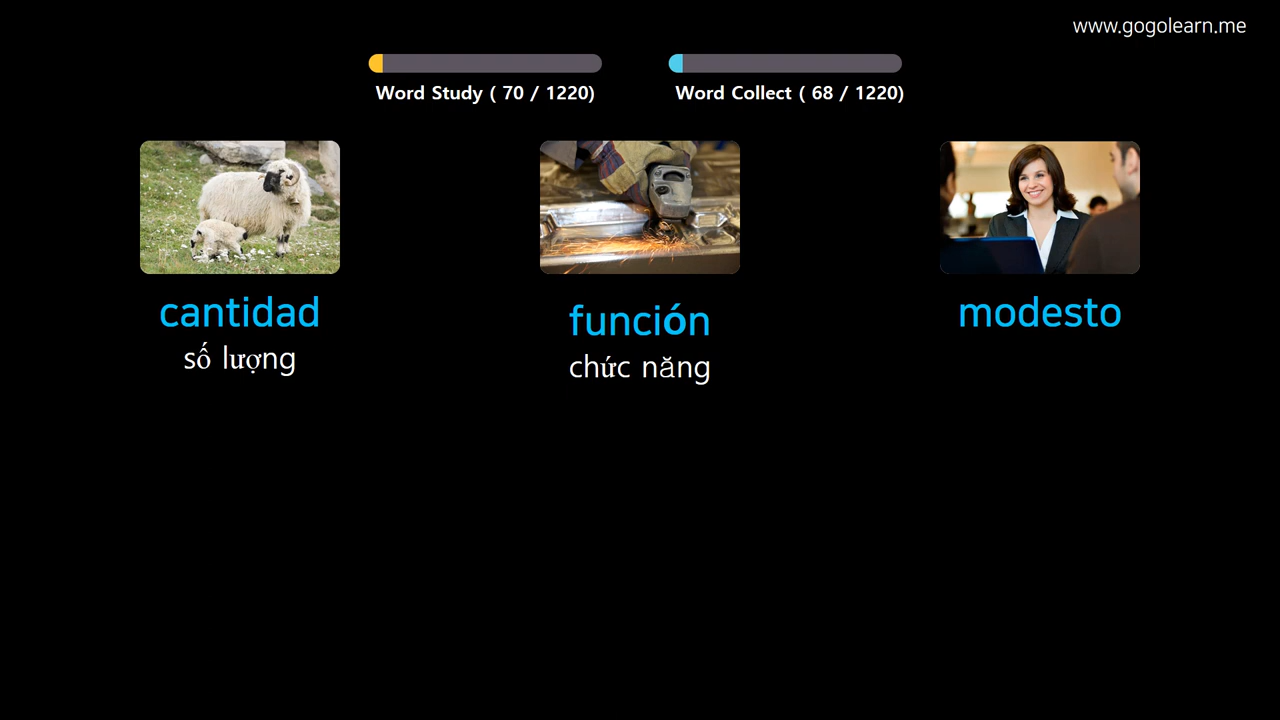 www.gogolearn.me
Word Study ( 70 / 1220)
Word Collect ( 68 / 1220)
cantidad
số lượng
función
chức năng
modesto